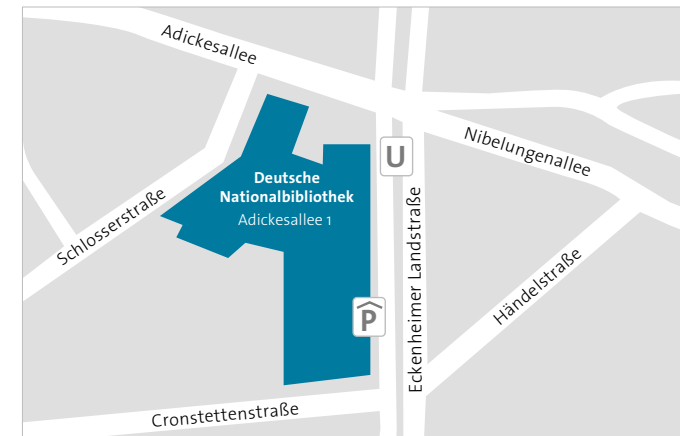 Adickesallee
Nibelungenallee
U
Deutsche
Nationalbibliothek
Adickesallee 1
Schlosserstraße
Eckenheimer Landstraße
Händelstraße
P
Cronstettenstraße